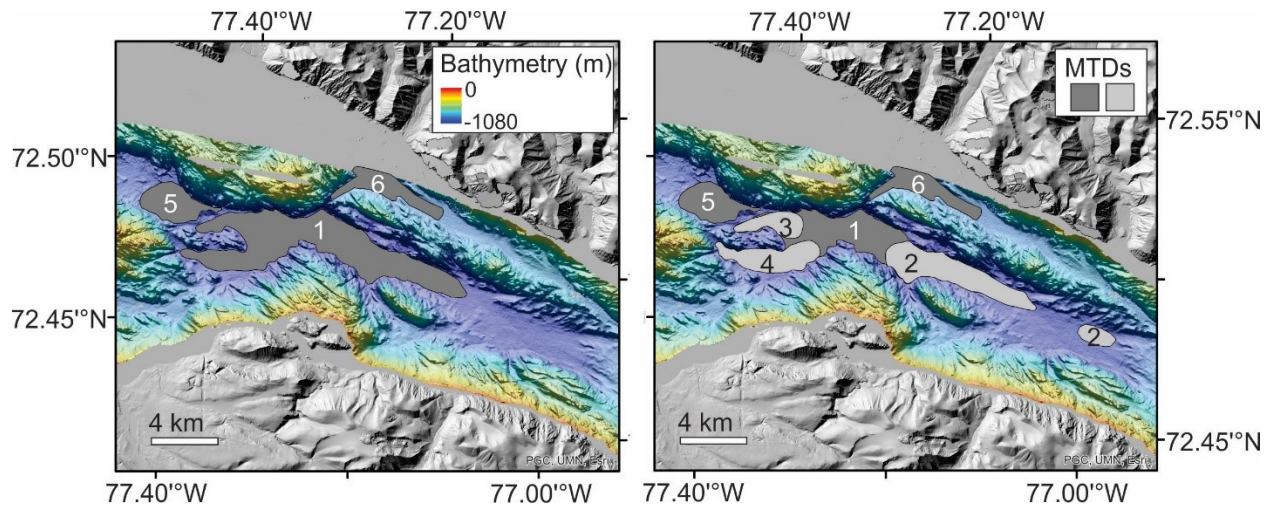 77.40'°W 77.20'°W 77.40'°W 77.20'°W
Bathymetry (m)
0
-1080
MTDs
72.50'°N
72.55'°N
72.45'°N
72.45'°N
5
6
1
5
6
3
1
4
2
2
4 km
4 km
PGC, UMN, Esri
PGC, UMN, Esri
77.40'°W 77.00'°W 77.40'°W 77.00'°W